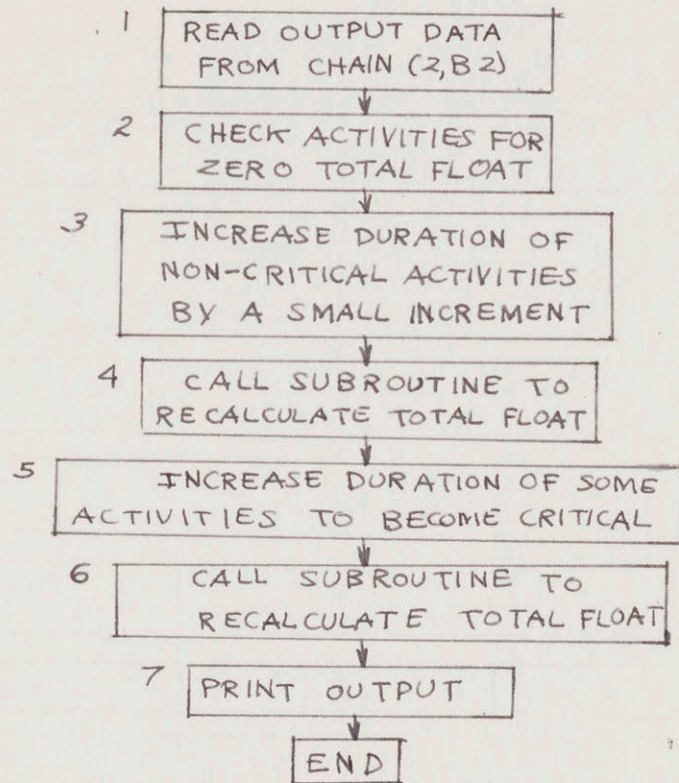 1 READ OUTPUT DATA
FROM CHAIN (2,B2)
2 CHECK ACTIVITIES FOR
ZERO TOTAL FLOAT
3 INCREASE DURATION OF
NON-CRITICAL ACTIVITIES
BY A SMALL INCREMENT
4 CALL SUBROUTINE TO
RECALCULATE TOTAL FLOAT
5 INCREASE DURATION OF SOME
ACTIVITIES TO BECOME CRITICAL
6 CALL SUBROUTINE TO
RECALCULATE TOTAL FLOAT
7 PRINT OUTPUT
END